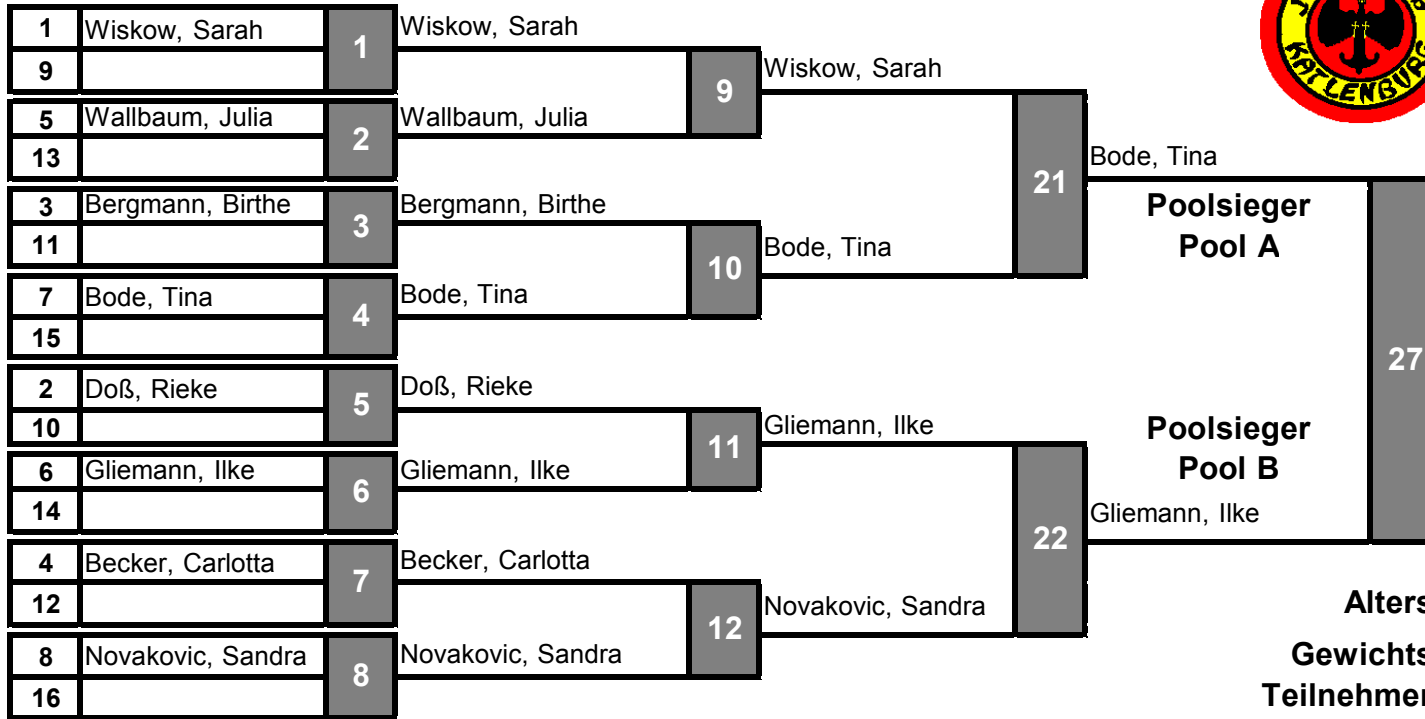 1 Wiskow, Sarah 1 Wiskow, Sarah
9
9 Wiskow, Sarah
5 Wallbaum, Julia 2 Wallbaum, Julia
13
21 Bode, Tina
3 Bergmann, Birthe 3 Bergmann, Birthe
11
Poolsieger
Pool A
10 Bode, Tina
7 Bode, Tina 4 Bode, Tina
15
27
2 Doß, Rieke 5 Doß, Rieke
10
11 Gliemann, Ilke
Poolsieger
Pool B
6 Gliemann, Ilke 6 Gliemann, Ilke
14
22 Gliemann, Ilke
4 Becker, Carlotta 7 Becker, Carlotta
12
12 Novakovic, Sandra
8 Novakovic, Sandra 8 Novakovic, Sandra
16
Alters
Gewichts
Teilnehmer
KATLENBURG